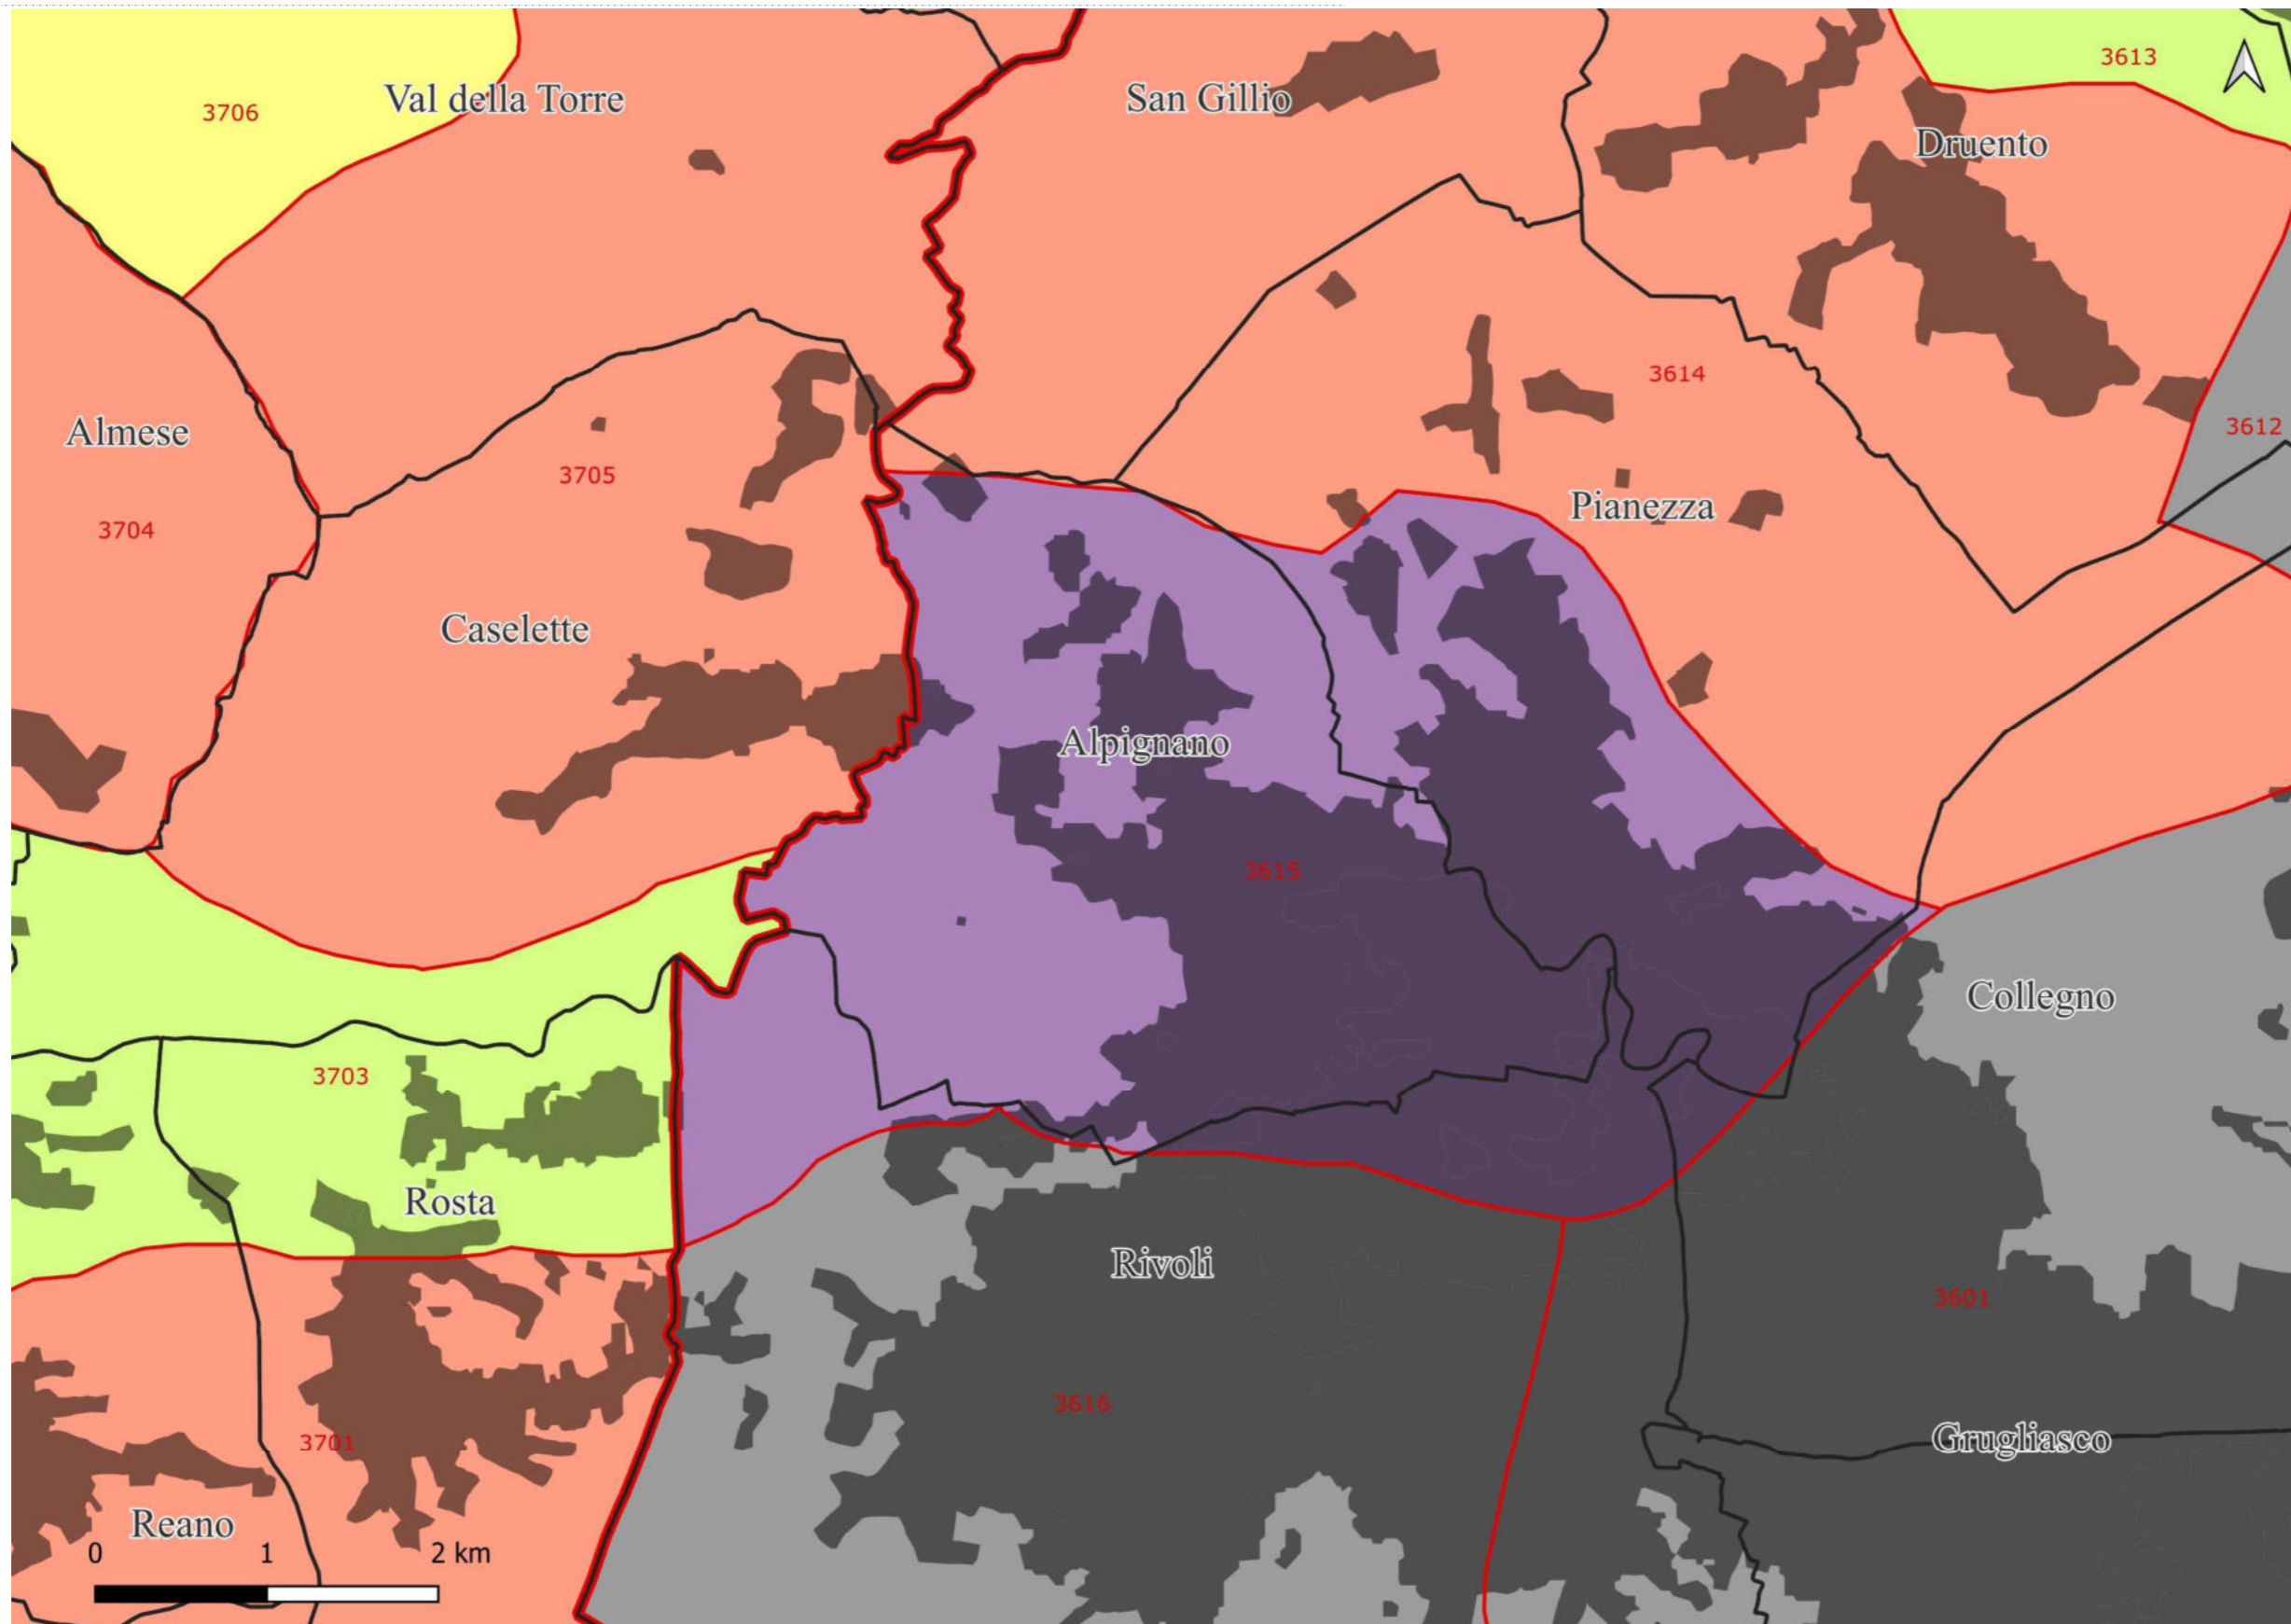 3613
Val della Torre
San Gillio
3706
Druento
3614
3612
Almese
3705
Pianezza
3704
Caselette
Alpignano
3615
Collegno
3703
Rosta
Rivoli
3601
3616
3701
Grugliasco
Reano
0 1 2 km